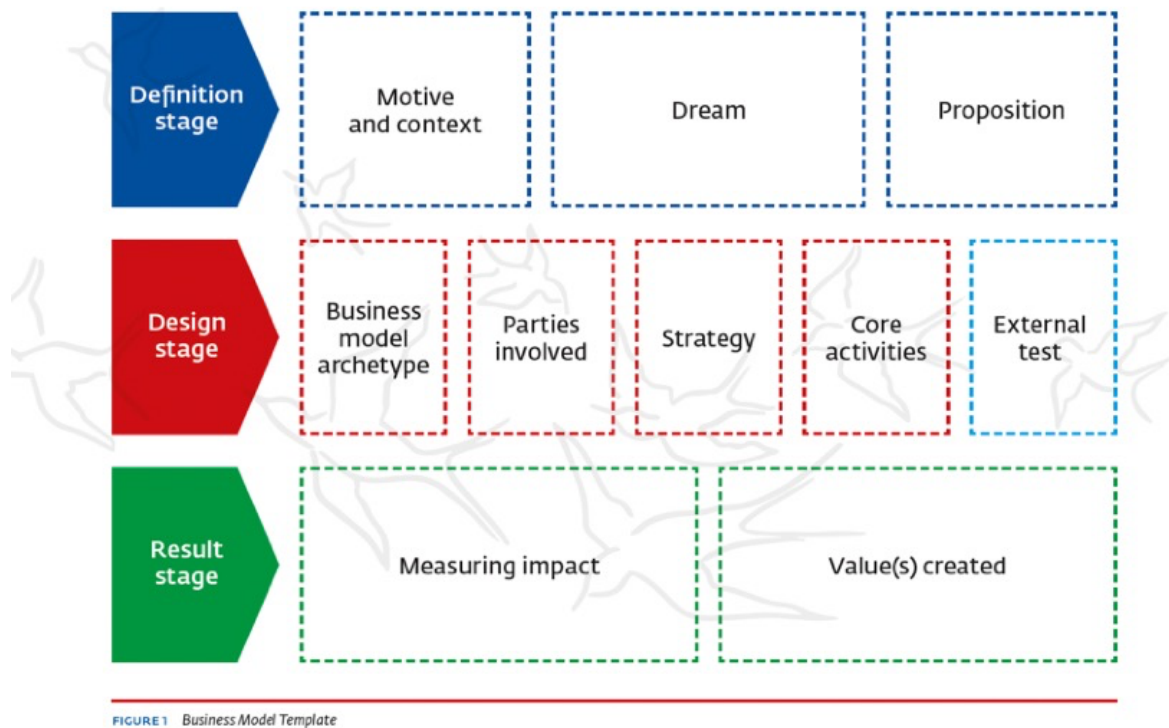 Definition
stage
Motive
and context
Dream
Proposition
Design
stage
Business
model
archetype
Parties
involved
Strategy
Core
activities
External
test
Result
stage
Measuring impact
Value(s) created
FIGURE 1 Business Model Template